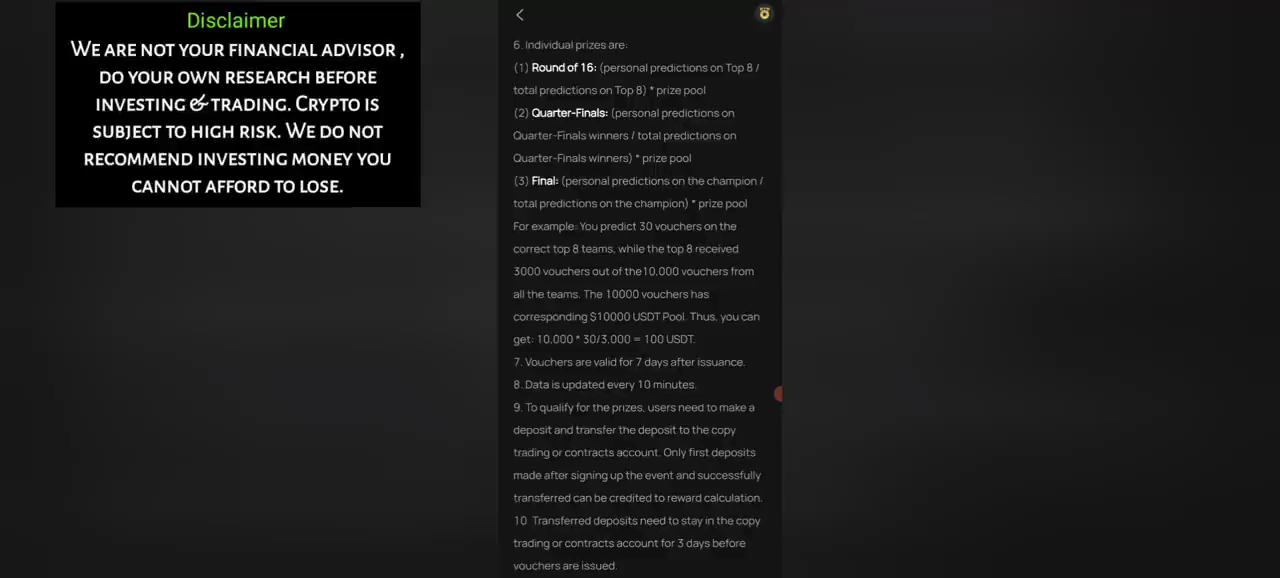 Disclaimer
WE ARE NOT YOUR FINANCIAL ADVISOR ,
DO YOUR OWN RESEARCH BEFORE
INVESTING & TRADING. CRYPTO IS
SUBJECT TO HIGH RISK. WE DO NOT
RECOMMEND INVESTING MONEY YOU
CANNOT AFFORD TO LOSE.
6. Individual prizes are:
(1) Round of 16: (personal predictions on Top 8 /
total predictions on Top 8) * prize pool
(2) Quarter-Finals: (personal predictions on
Quarter-Finals winners / total predictions on
Quarter-Finals winners) * prize pool
(3) Final: (personal predictions on the champion /
total predictions on the champion) * prize pool
For example: You predict 30 vouchers on the
correct top 8 teams, while the top 8 received
3000 vouchers out of the10,000 vouchers from
all the teams. The 10000 vouchers has
corresponding $10000 USDT Pool. Thus, you can
get: 10,000 * 30/3,000 = 100 USDT.
7. Vouchers are valid for 7 days after issuance.
8. Data is updated every 10 minutes.
9. To qualify for the prizes, users need to make a
deposit and transfer the deposit to the copy
trading or contracts account. Only first deposits
made after signing up the event and successfully
transferred can be credited to reward calculation.
10 Transferred deposits need to stay in the copy
trading or contracts account for 3 days before
vouchers are issued.